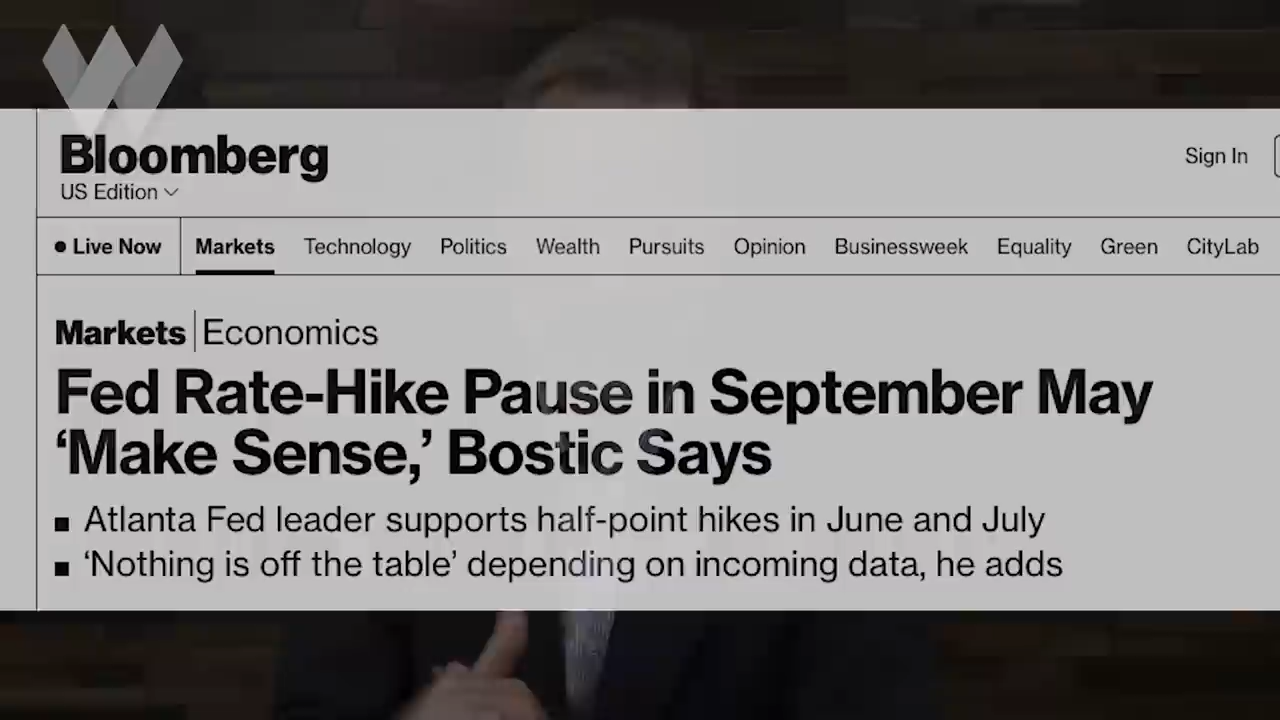 W
Bloomberg
US Edition
Sign In
Live Now Markets Technology Politics Wealth Pursuits Opinion Businessweek Equality Green CityLab
Markets | Economics
Fed Rate-Hike Pause in September May
‘Make Sense,’ Bostic Says
■ Atlanta Fed leader supports half-point hikes in June and July
■ ‘Nothing is off the table’ depending on incoming data, he adds